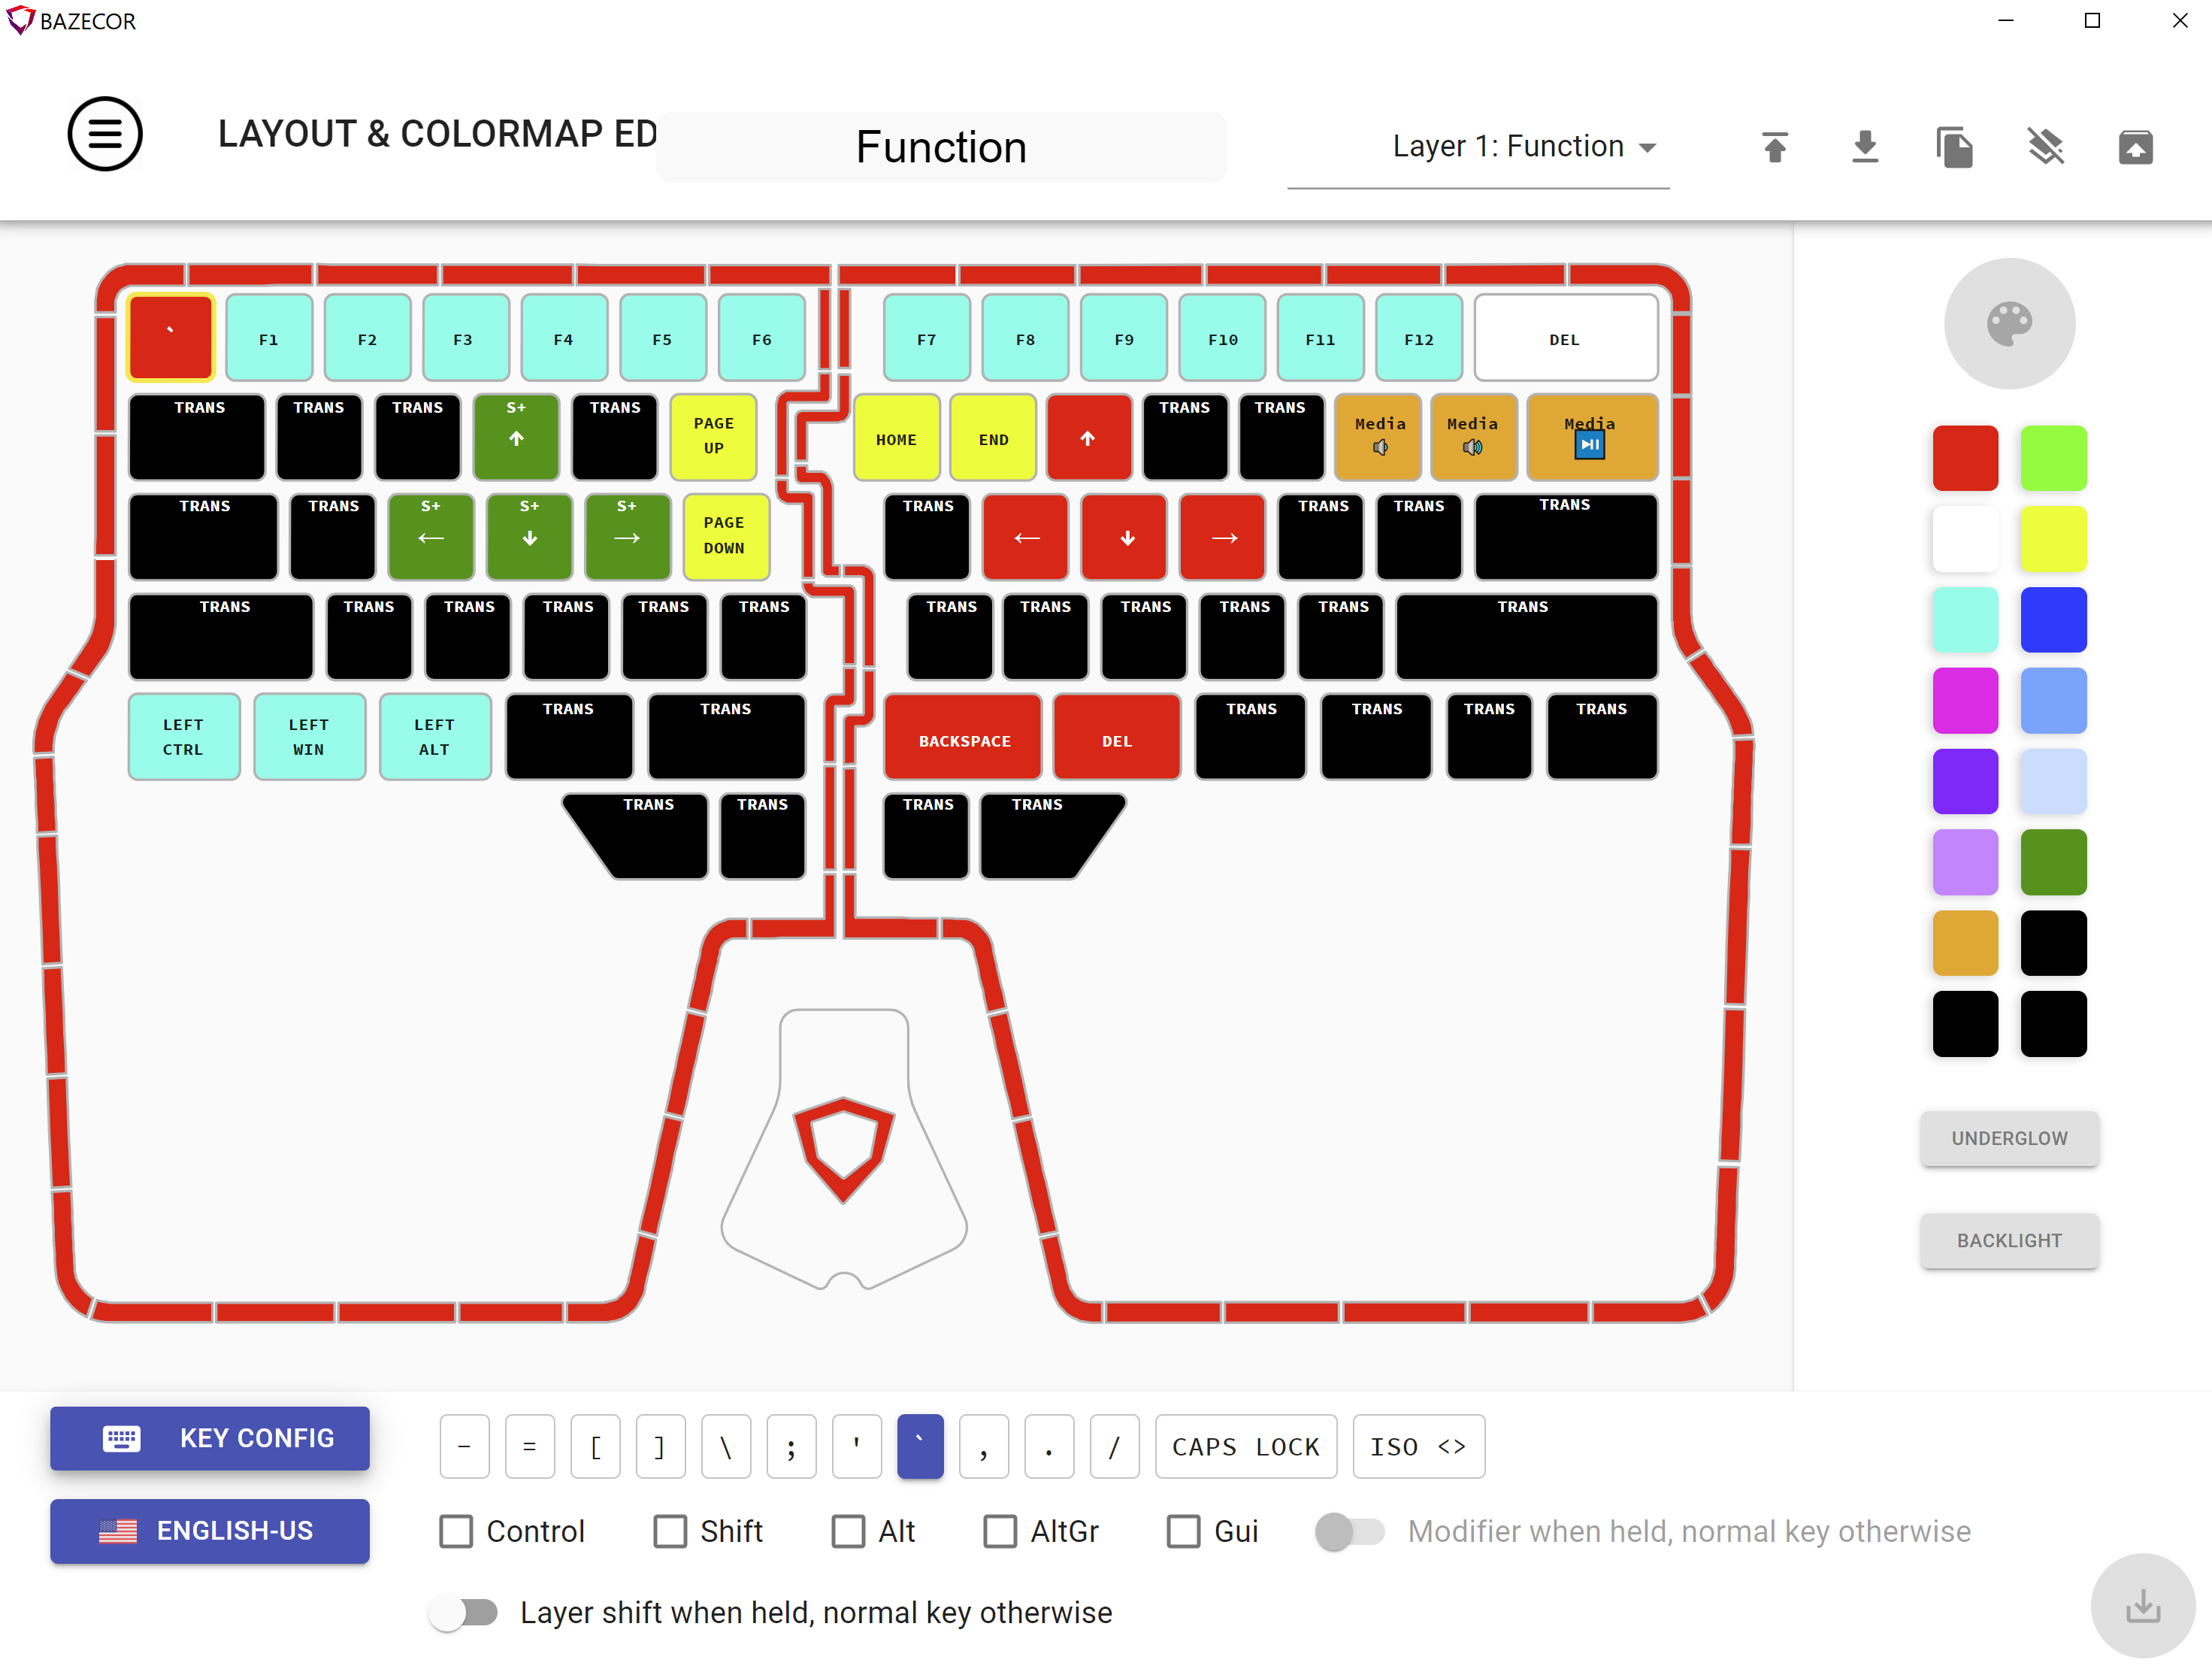 BAZECOR
LAYOUT & COLORMAP ED
Function
Layer 1: Function
` F1 F2 F3 F4 F5 F6 F7 F8 F9 F10 F11 F12 DEL
TRANS TRANS TRANS S+ ↑ TRANS PAGE UP HOME END ↑ TRANS TRANS Media Media Media
TRANS TRANS S+ ← S+ ↓ S+ → PAGE DOWN TRANS ← ↓ → TRANS TRANS TRANS
TRANS TRANS TRANS TRANS TRANS TRANS TRANS TRANS TRANS TRANS TRANS TRANS
LEFT CTRL LEFT WIN LEFT ALT TRANS TRANS BACKSPACE DEL TRANS TRANS TRANS TRANS
TRANS TRANS TRANS TRANS
UNDERGLOW
BACKLIGHT
KEY CONFIG
ENGLISH-US
- = [ ] \ ; ' ` , . / CAPS LOCK ISO <>
Control Shift Alt AltGr Gui Modifier when held, normal key otherwise
Layer shift when held, normal key otherwise